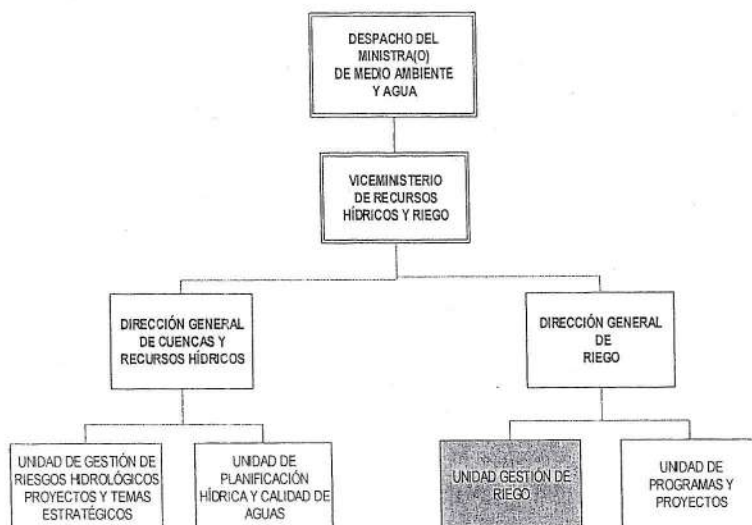 DESPACHO DEL
MINISTRA(O)
DE MEDIO AMBIENTE
Y AGUA
VICEMINISTERIO
DE RECURSOS
HÍDRICOS Y RIEGO
DIRECCIÓN GENERAL
DE CUENCAS Y
RECURSOS HÍDRICOS
DIRECCIÓN GENERAL
DE
RIEGO
UNIDAD DE GESTIÓN DE
RIESGOS HIDROLÓGICOS
PROYECTOS Y TEMAS
ESTRATÉGICOS
UNIDAD DE
PLANIFICACIÓN
HÍDRICA Y CALIDAD DE
AGUAS
UNIDAD GESTIÓN DE
RIEGO
UNIDAD DE
PROGRAMAS Y
PROYECTOS